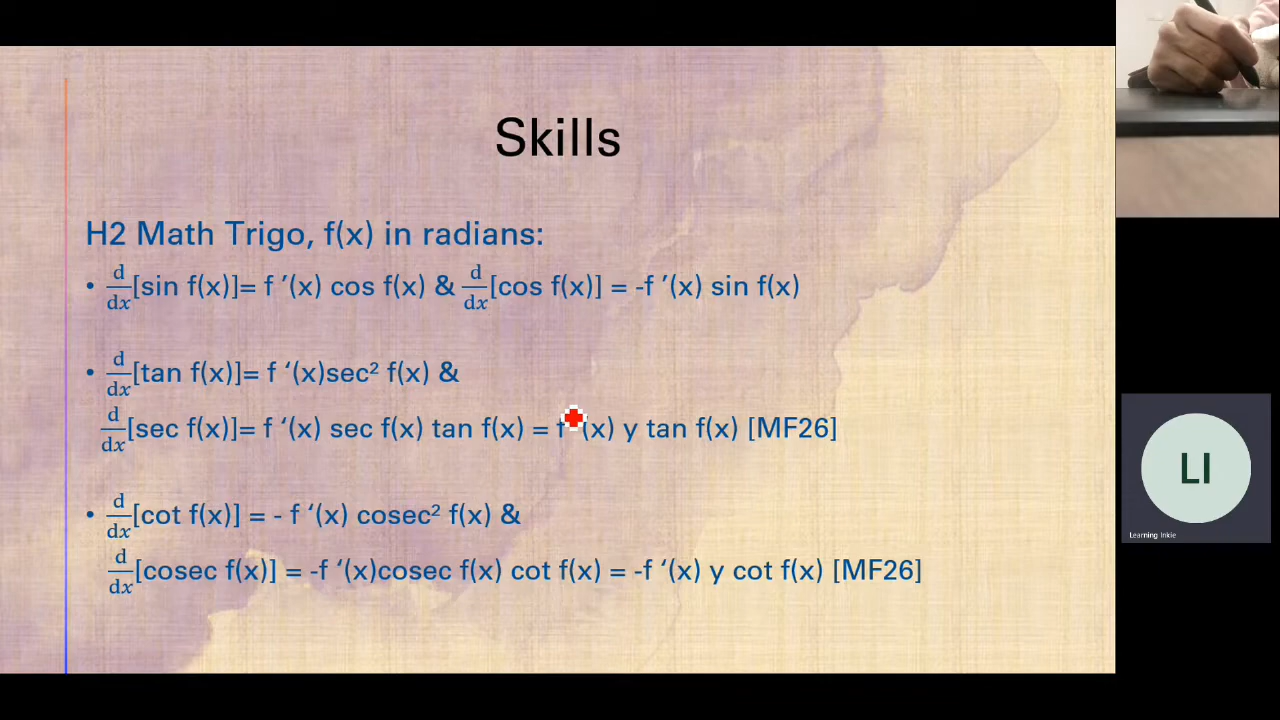 Skills
H2 Math Trigo, f(x) in radians:
• d/dx[sin f(x)]= f ’(x) cos f(x) & d/dx[cos f(x)] = -f ’(x) sin f(x)
• d/dx[tan f(x)]= f ‘(x)sec² f(x) &
d/dx[sec f(x)]= f ‘(x) sec f(x) tan f(x) = f ‘(x) y tan f(x) [MF26]
• d/dx[cot f(x)] = - f ‘(x) cosec² f(x) &
d/dx[cosec f(x)] = -f ‘(x)cosec f(x) cot f(x) = -f ‘(x) y cot f(x) [MF26]
LI
Learning Inkie